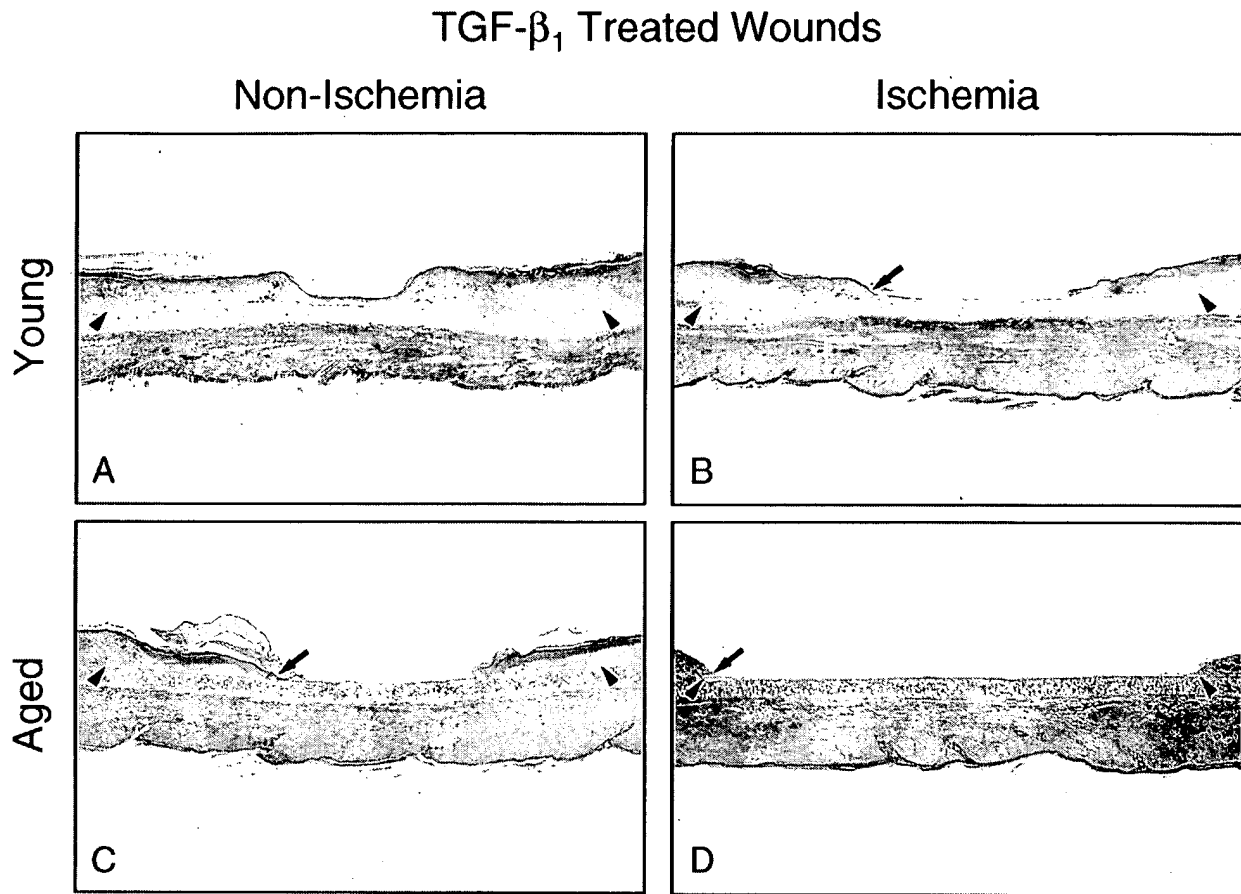 TGF-β₁ Treated Wounds
Non-Ischemia
Ischemia
Young
A
B
Aged
C
D